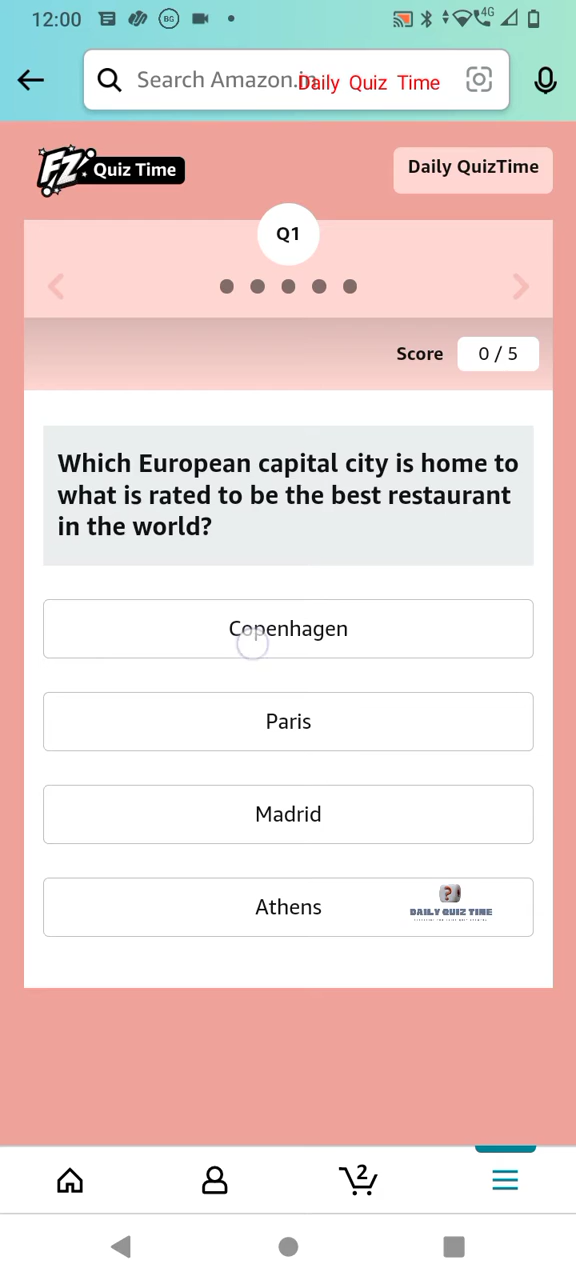 12:00
BG
4G
Search Amazon.in
Daily Quiz Time
FZ Quiz Time
Daily QuizTime
Q1
Score 0 / 5
Which European capital city is home to
what is rated to be the best restaurant
in the world?
Copenhagen
Paris
Madrid
Athens
?
DAILY QUIZ TIME
2